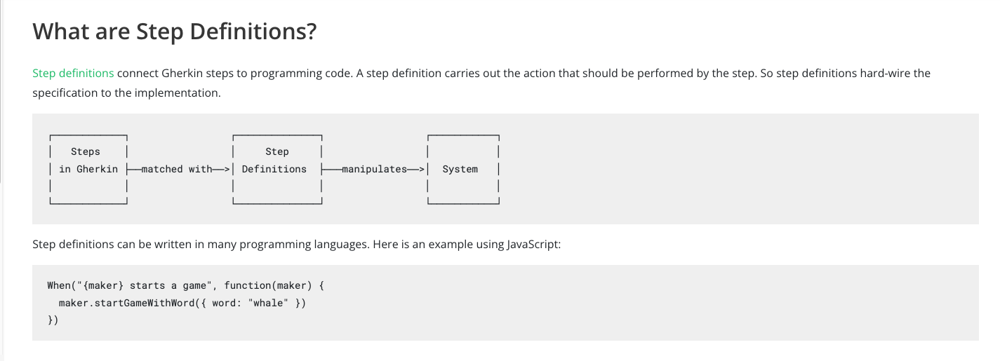 What are Step Definitions?
Step definitions connect Gherkin steps to programming code. A step definition carries out the action that should be performed by the step. So step definitions hard-wire the
specification to the implementation.
Steps Step
in Gherkin matched with Definitions manipulates System
Step definitions can be written in many programming languages. Here is an example using JavaScript:
When("{maker} starts a game", function(maker) {
  maker.startGameWithWord({ word: "whale" })
})